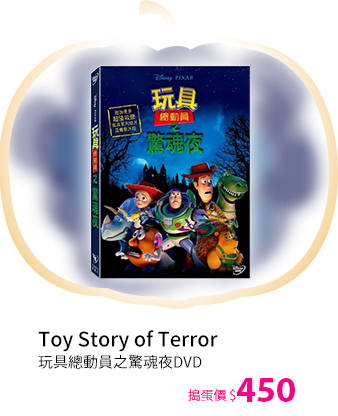 Disney · PIXAR
玩具
總動員
之
驚魂夜
玩具總動員之驚魂夜
DVD
Toy Story of Terror
玩具總動員之驚魂夜DVD
搗蛋價 $450